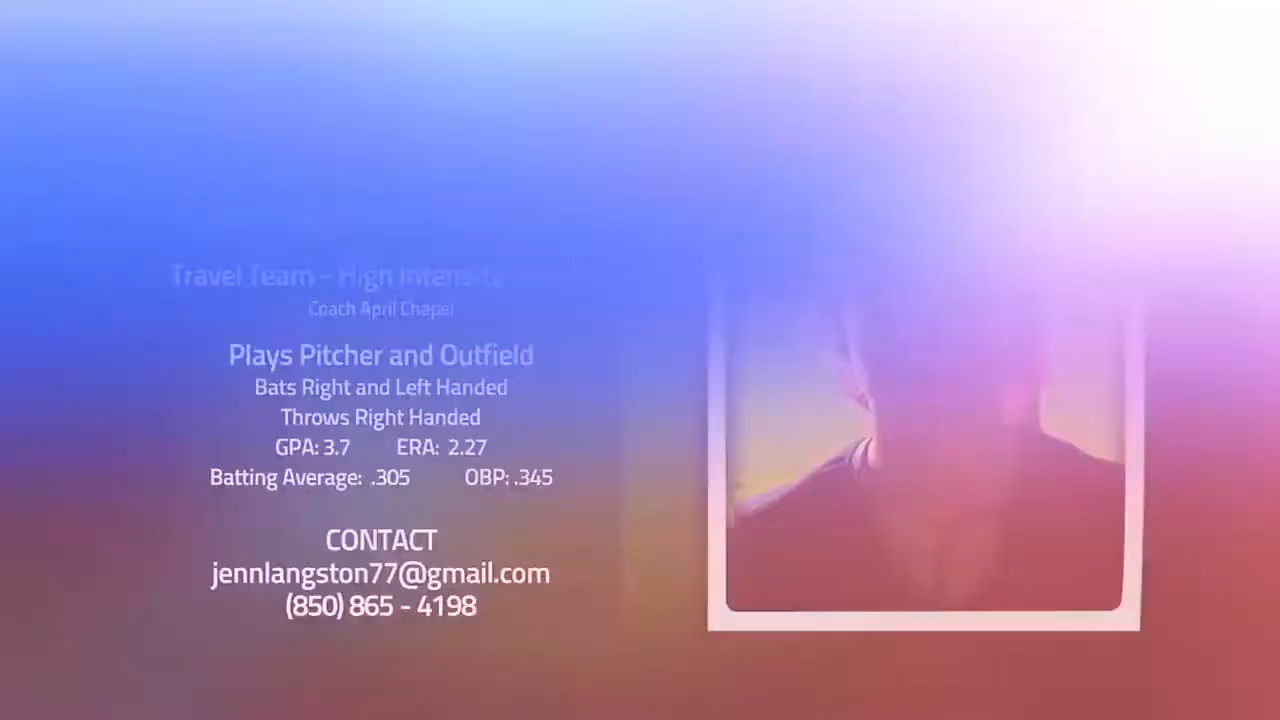 Travel Team - High Intensity
Coach April Chapel
Plays Pitcher and Outfield
Bats Right and Left Handed
Throws Right Handed
GPA: 3.7 ERA: 2.27
Batting Average: .305 OBP: .345
CONTACT
jennlangston77@gmail.com
(850) 865 - 4198